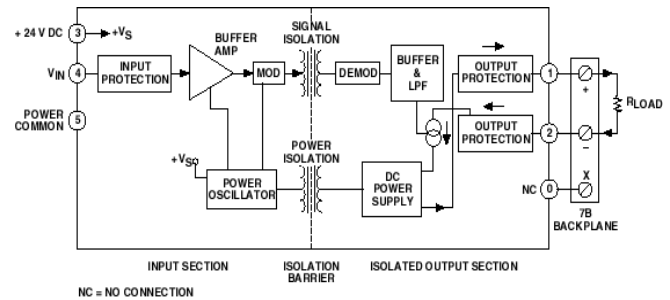 + 24 V DC
3
+VS
VIN
4
POWER
COMMON
5
INPUT
PROTECTION
BUFFER
AMP
MOD
SIGNAL
ISOLATION
DEMOD
BUFFER
&
LPF
OUTPUT
PROTECTION
1
+
RLOAD
OUTPUT
PROTECTION
2
–
+VS
POWER
OSCILLATOR
POWER
ISOLATION
DC
POWER
SUPPLY
NC
0
X
7B
BACKPLANE
INPUT SECTION
ISOLATION
BARRIER
ISOLATED OUTPUT SECTION
NC = NO CONNECTION